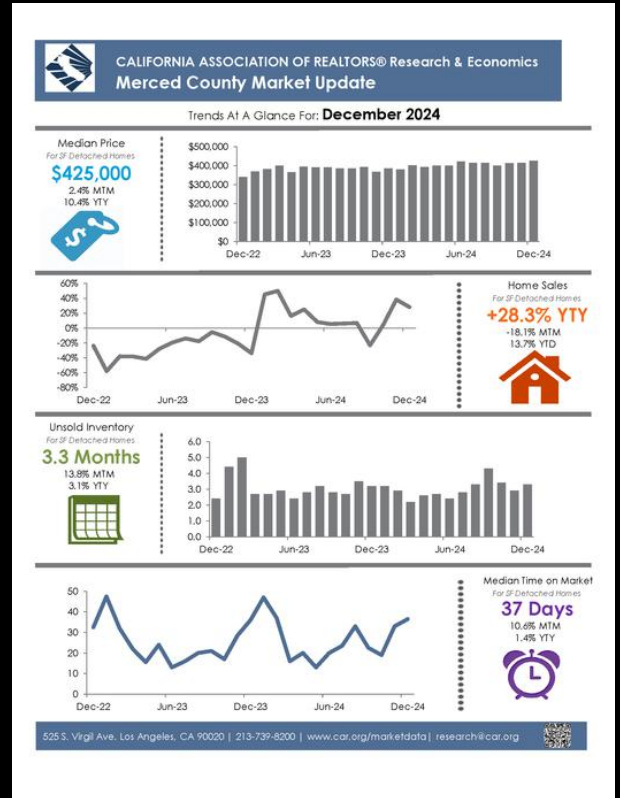 CALIFORNIA ASSOCIATION OF REALTORS® Research & Economics
Merced County Market Update
Trends At A Glance For: December 2024
Median Price
For SF Detached Homes
$425,000
2.4% MTM
10.4% YTY
$
$500,000
$400,000
$300,000
$200,000
$100,000
$0
Dec-22 Jun-23 Dec-23 Jun-24 Dec-24
60%
40%
20%
0%
-20%
-40%
-60%
-80%
Dec-22 Jun-23 Dec-23 Jun-24 Dec-24
Home Sales
For SF Detached Homes
+28.3% YTY
-18.1% MTM
13.7% YTD
Unsold Inventory
For SF Detached Homes
3.3 Months
13.8% MTM
3.1% YTY
6.0
5.0
4.0
3.0
2.0
1.0
0.0
Dec-22 Jun-23 Dec-23 Jun-24 Dec-24
50
40
30
20
10
0
Dec-22 Jun-23 Dec-23 Jun-24 Dec-24
Median Time on Market
For SF Detached Homes
37 Days
10.6% MTM
1.4% YTY
525 S. Virgil Ave. Los Angeles, CA 90020 | 213-739-8200 | www.car.org/marketdata| research@car.org